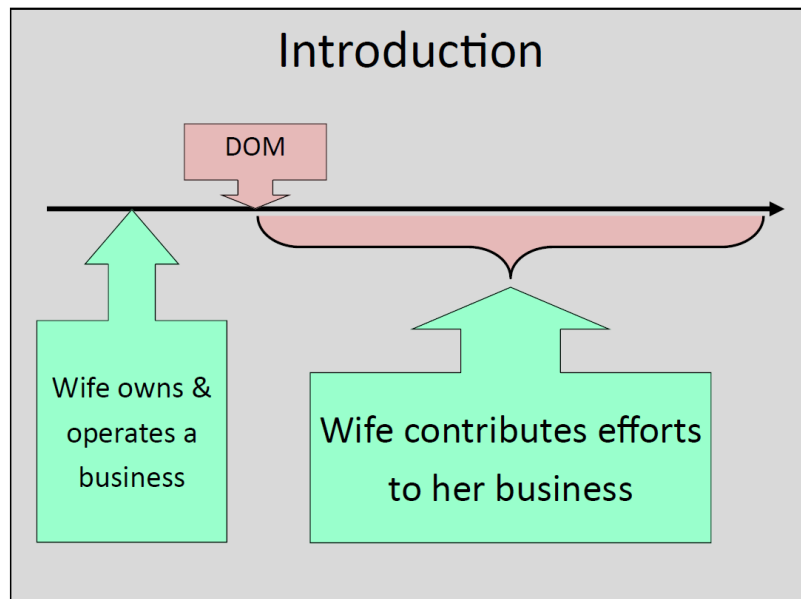 Introduction
DOM
Wife owns &
operates a
business
Wife contributes efforts
to her business